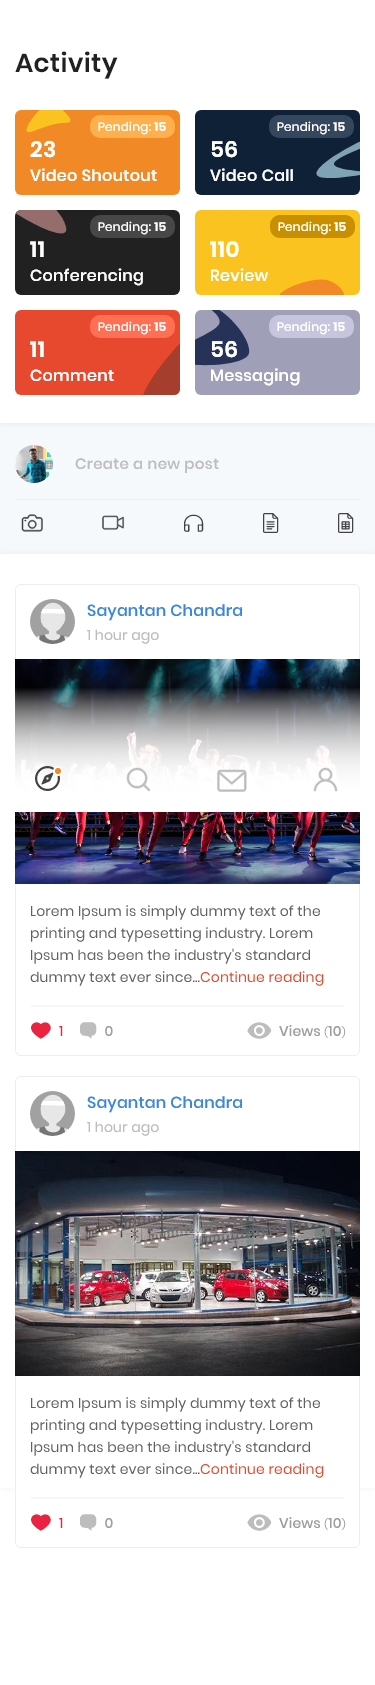 Activity
Pending: 15
23
Video Shoutout
Pending: 15
56
Video Call
Pending: 15
11
Conferencing
Pending: 15
110
Review
Pending: 15
11
Comment
Pending: 15
56
Messaging
Create a new post
Sayantan Chandra
1 hour ago
Lorem Ipsum is simply dummy text of the
printing and typesetting industry. Lorem
Ipsum has been the industry's standard
dummy text ever since...Continue reading
1 0 Views (10)
Sayantan Chandra
1 hour ago
Lorem Ipsum is simply dummy text of the
printing and typesetting industry. Lorem
Ipsum has been the industry's standard
dummy text ever since...Continue reading
1 0 Views (10)